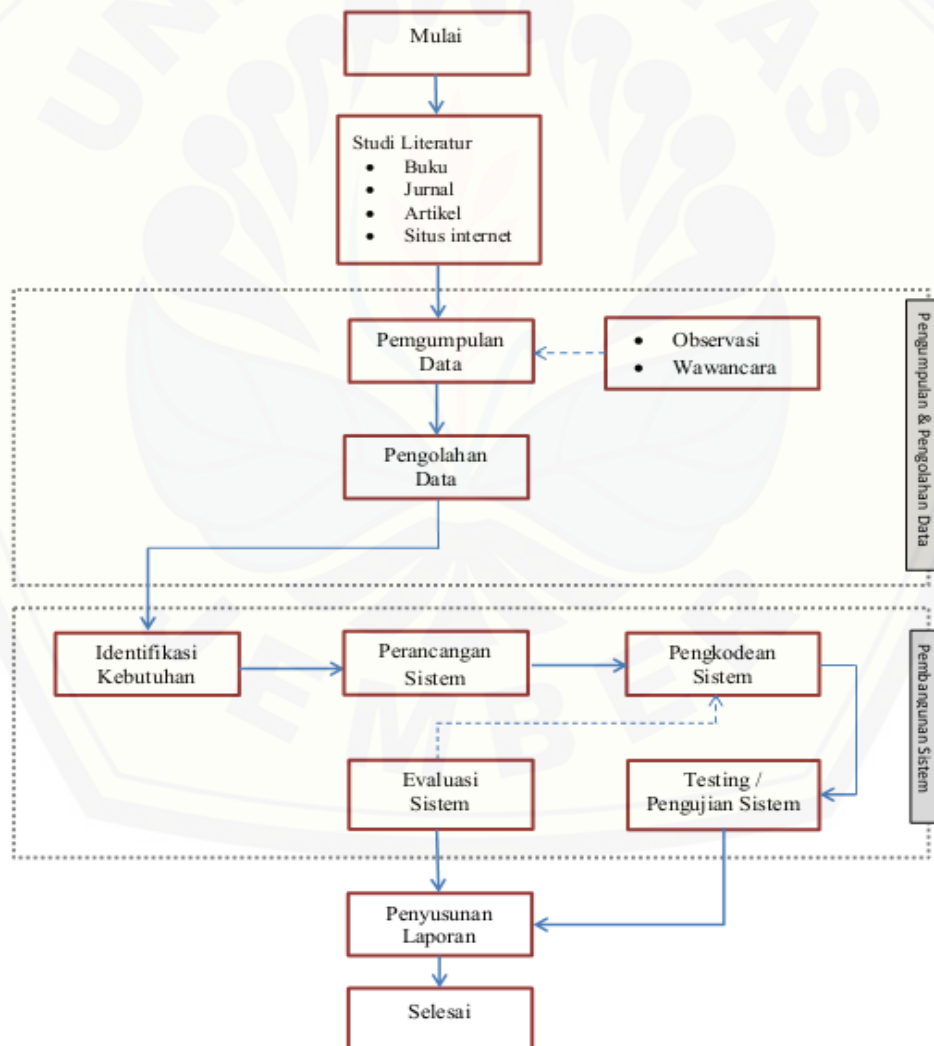 Mulai
Studi Literatur
• Buku
• Jurnal
• Artikel
• Situs internet
Pemgumpulan
Data
• Observasi
• Wawancara
Pengolahan
Data
Pengumpulan & Pengolahan Data
Identifikasi
Kebutuhan
Perancangan
Sistem
Pengkodean
Sistem
Evaluasi
Sistem
Testing /
Pengujian Sistem
Pembangunan Sistem
Penyusunan
Laporan
Selesai
JEMBER